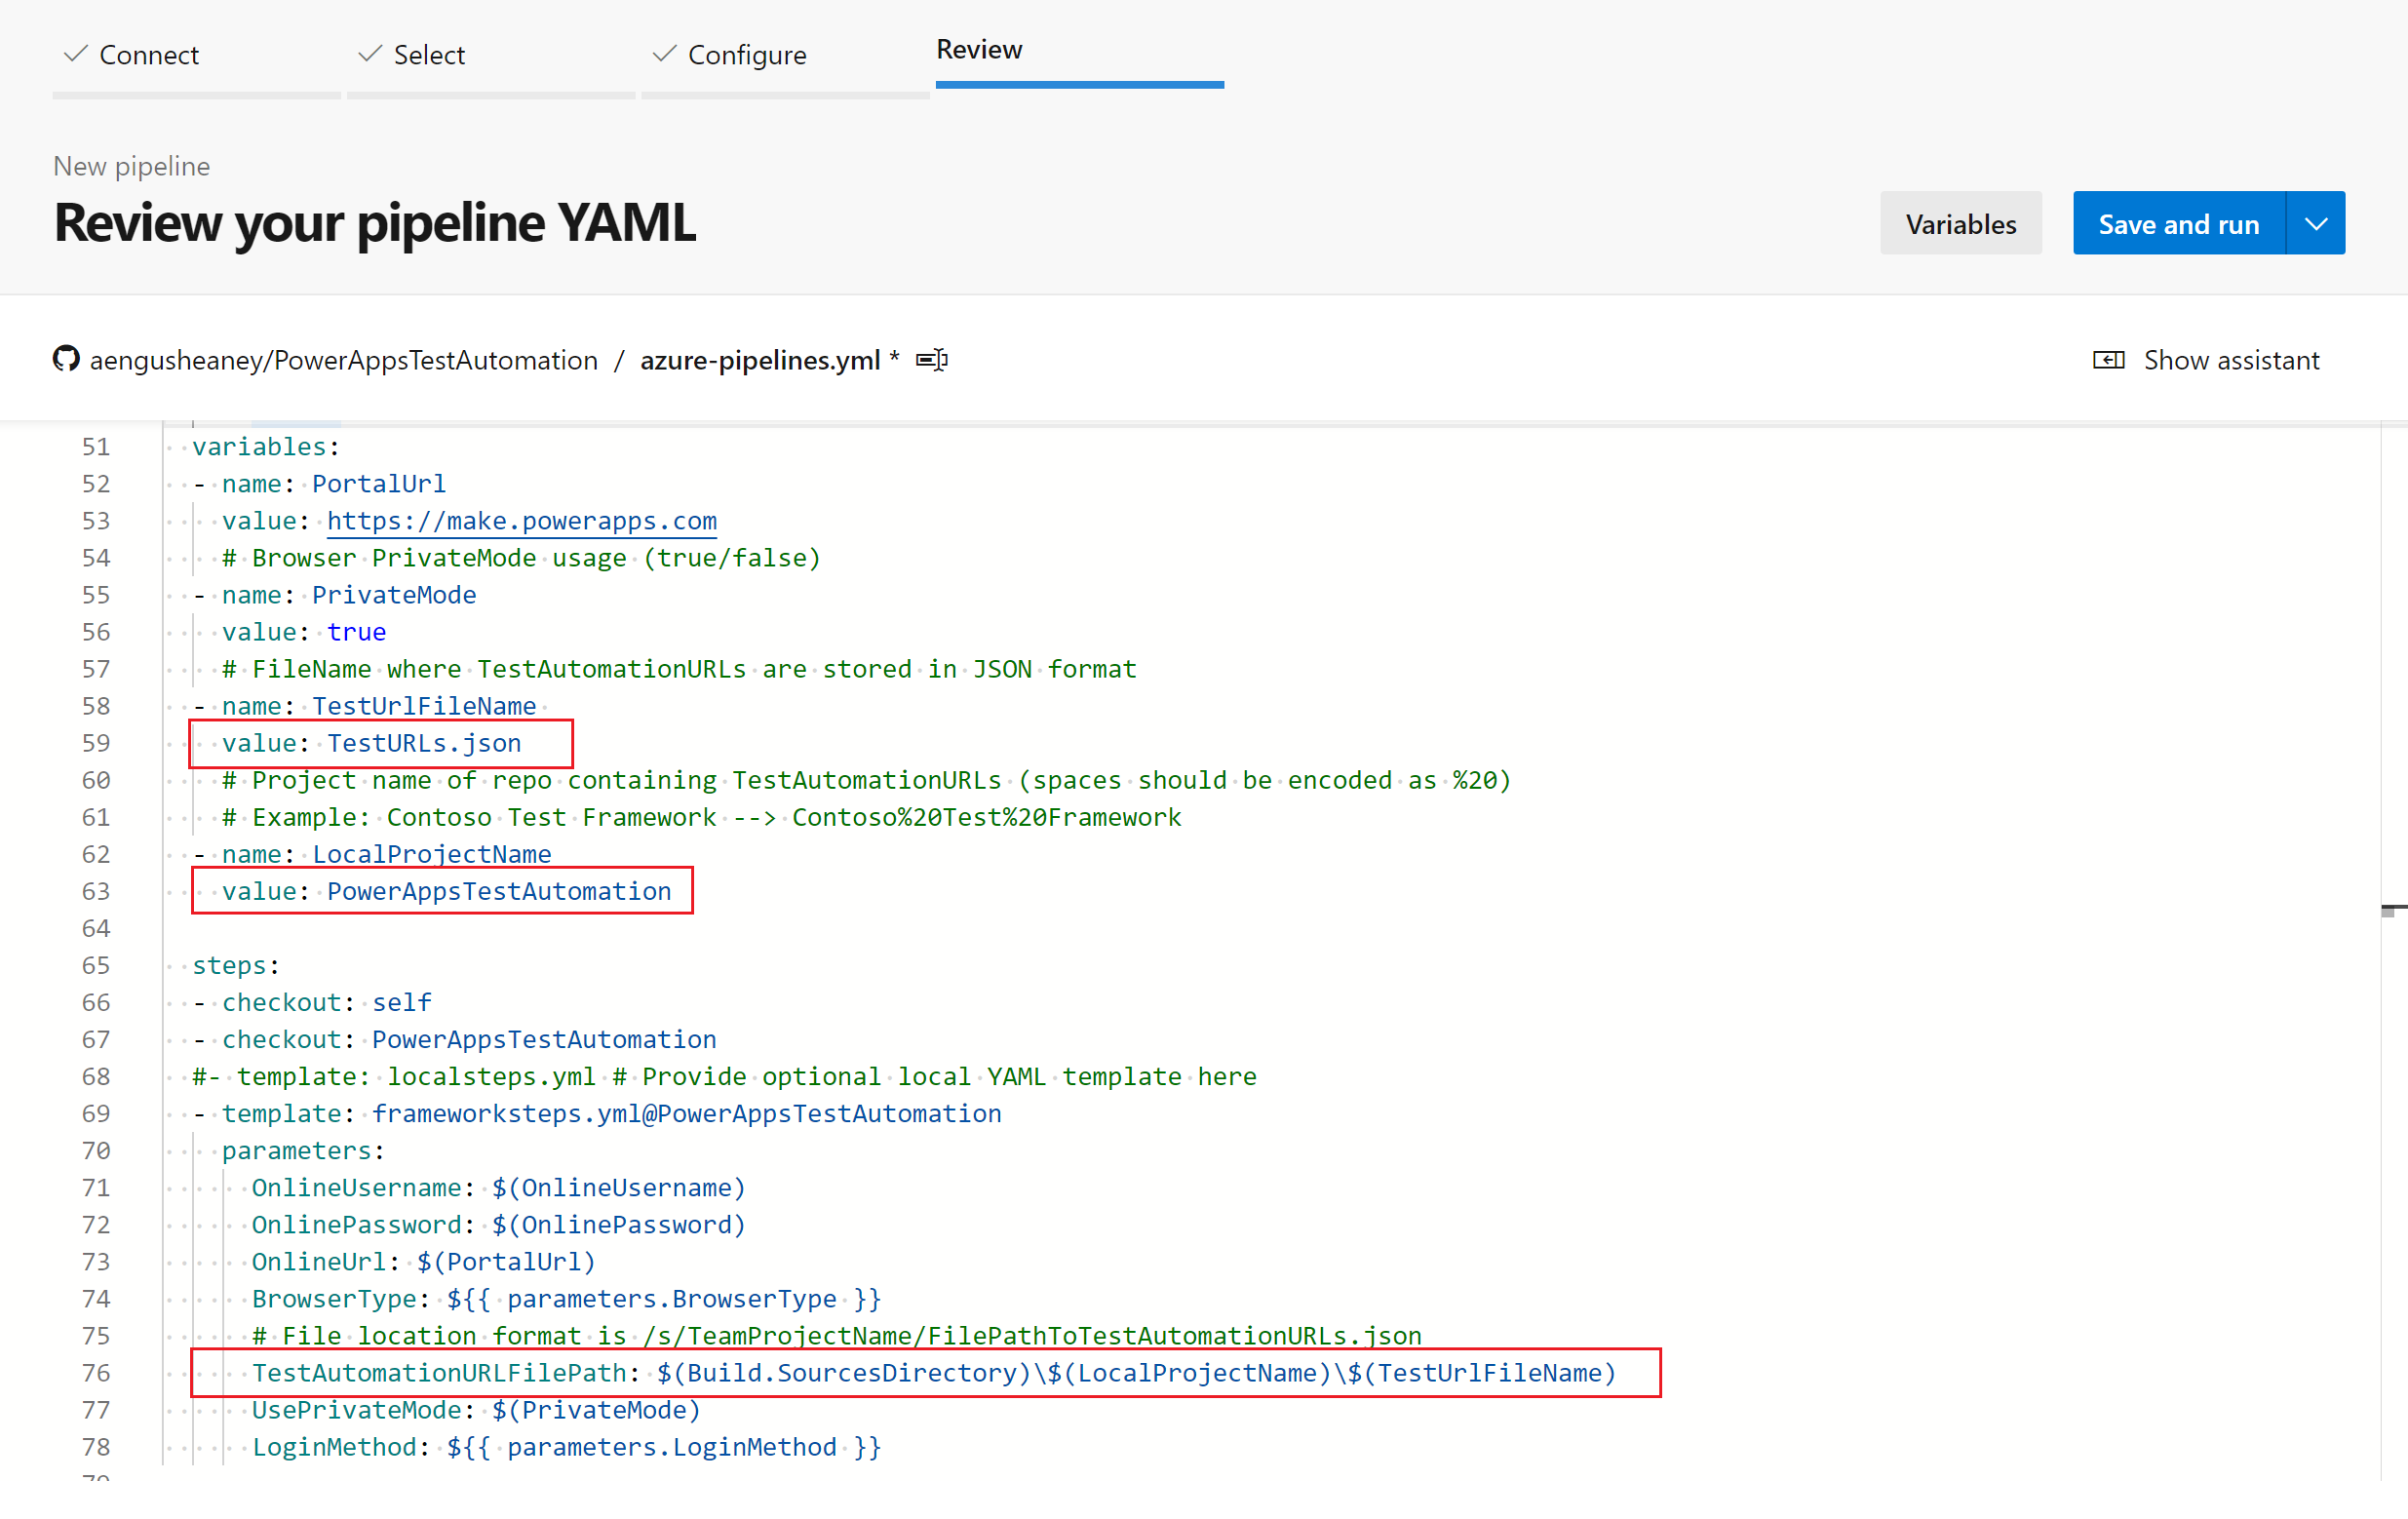 Connect
Select
Configure
Review
New pipeline
Review your pipeline YAML
Variables
Save and run
aengusheaney/PowerAppsTestAutomation / azure-pipelines.yml *
Show assistant
51 variables:
52 - name: PortalUrl
53 value: https://make.powerapps.com
54 # Browser PrivateMode usage (true/false)
55 - name: PrivateMode
56 value: true
57 # FileName where TestAutomationURLs are stored in JSON format
58 - name: TestUrlFileName
59 value: TestURLs.json
60 # Project name of repo containing TestAutomationURLs (spaces should be encoded as %20)
61 # Example: Contoso Test Framework --> Contoso%20Test%20Framework
62 - name: LocalProjectName
63 value: PowerAppsTestAutomation
64
65 steps:
66 - checkout: self
67 - checkout: PowerAppsTestAutomation
68 #- template: localsteps.yml # Provide optional local YAML template here
69 - template: frameworksteps.yml@PowerAppsTestAutomation
70 parameters:
71 OnlineUsername: $(OnlineUsername)
72 OnlinePassword: $(OnlinePassword)
73 OnlineUrl: $(PortalUrl)
74 BrowserType: ${{ parameters.BrowserType }}
75 # File location format is /s/TeamProjectName/FilePathToTestAutomationURLs.json
76 TestAutomationURLFilePath: $(Build.SourcesDirectory)\$(LocalProjectName)\$(TestUrlFileName)
77 UsePrivateMode: $(PrivateMode)
78 LoginMethod: ${{ parameters.LoginMethod }}
79